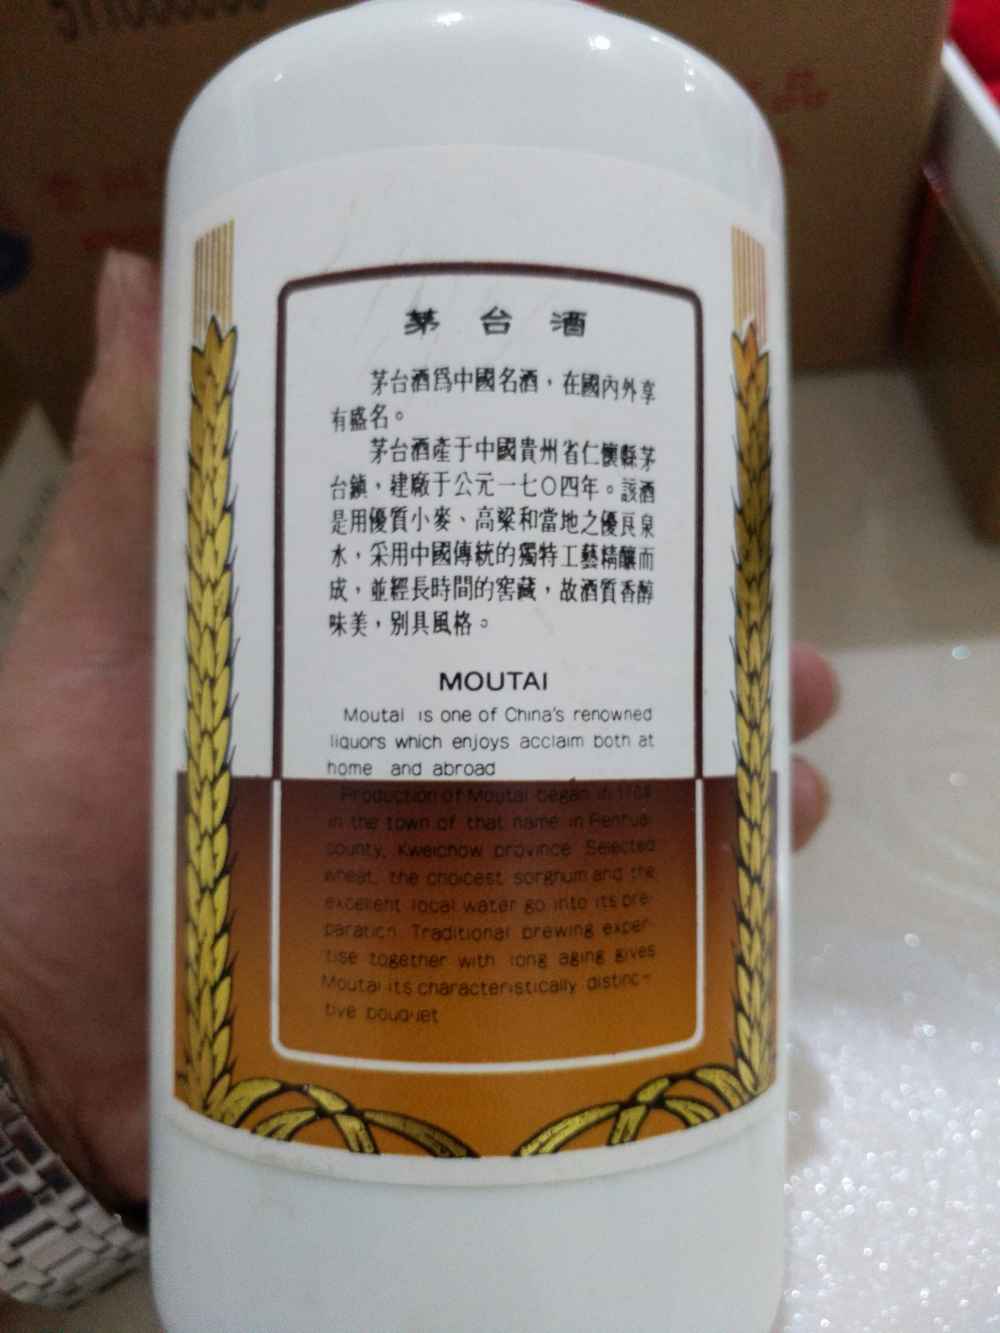 茅台酒
茅台酒爲中國名酒，在國內外享
有盛名。
茅台酒產于中國貴州省仁懷縣茅
台鎮，建廠于公元一七〇四年。該酒
是用優質小麥、高粱和當地之優良泉
水，采用中國傳統的獨特工藝精釀而
成，並經長時間的窖藏，故酒質香醇
味美，別具風格。
MOUTAI
Moutai is one of China's renowned
liquors which enjoys acclaim both at
home and abroad
Production of Moutai began in 1704
in the town of that name in Renhuai
county, Kweichow province Selected
wheat, the choicest sorghum and the
excellent local water go into its pre-
paration. Traditional brewing exper-
tise together with long aging gives
Moutai its characteristically distinc-
tive bouquet
品